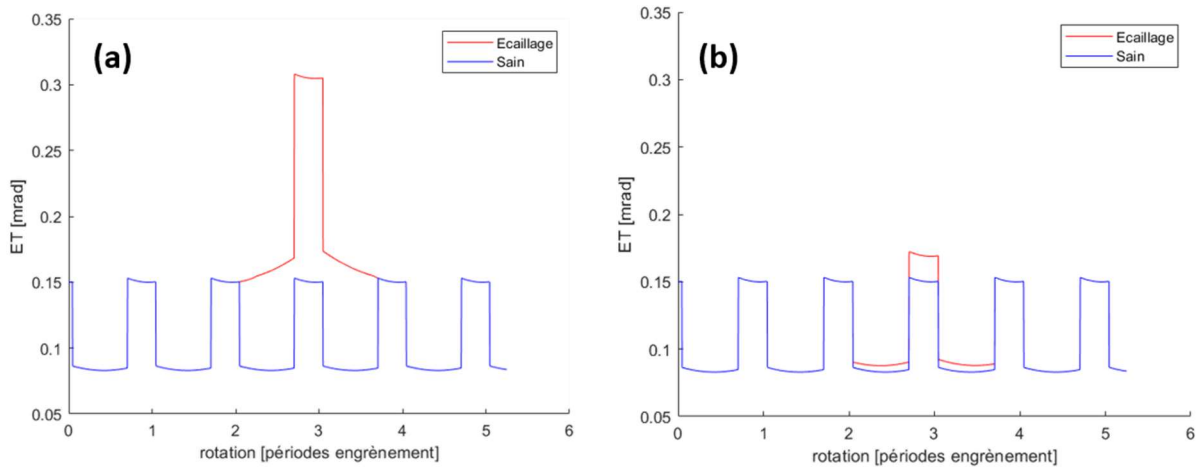 (a)
Ecaillage
Sain
0.35
0.3
0.25
0.2
0.15
0.1
0.05
ET [mrad]
0 1 2 3 4 5 6
rotation [périodes engrènement]
(b)
Ecaillage
Sain
0.35
0.3
0.25
0.2
0.15
0.1
0.05
ET [mrad]
0 1 2 3 4 5 6
rotation [périodes engrènement]